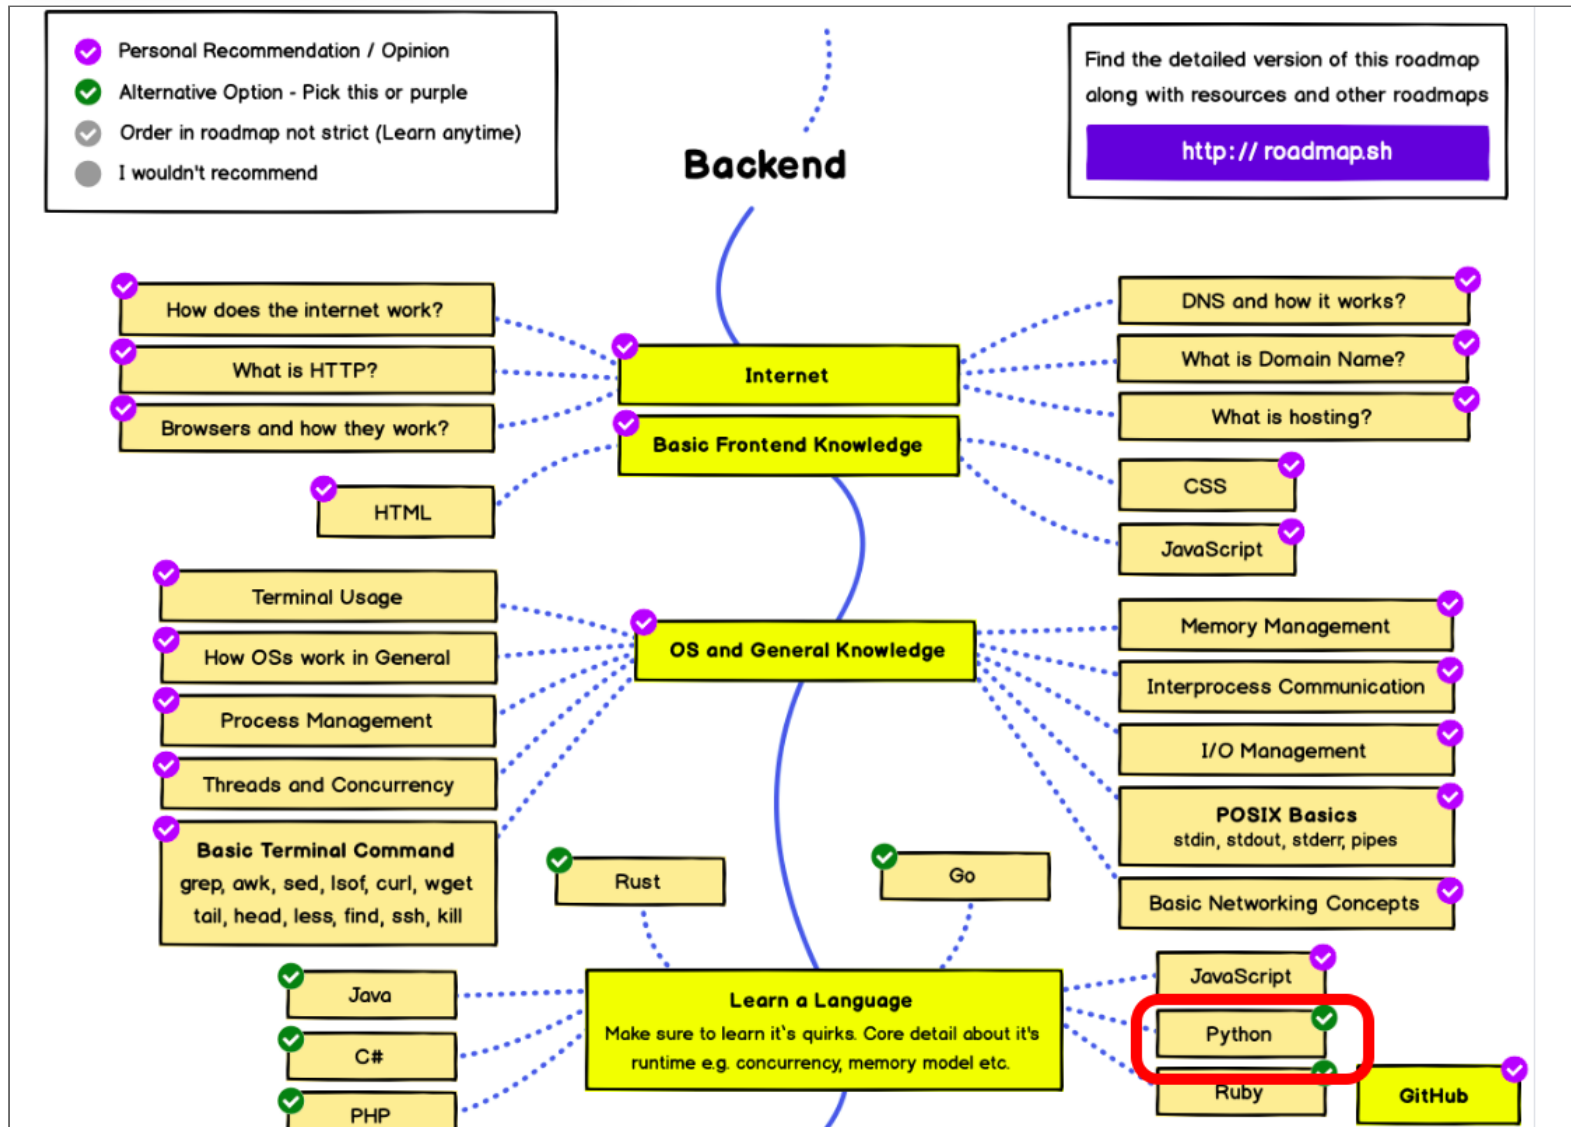 Personal Recommendation / Opinion
Alternative Option - Pick this or purple
Order in roadmap not strict (Learn anytime)
I wouldn't recommend
Find the detailed version of this roadmap
along with resources and other roadmaps
http://roadmap.sh
Backend
How does the internet work?
What is HTTP?
Browsers and how they work?
Internet
DNS and how it works?
What is Domain Name?
What is hosting?
Basic Frontend Knowledge
HTML
CSS
JavaScript
Terminal Usage
How OSs work in General
Process Management
Threads and Concurrency
Basic Terminal Command
grep, awk, sed, lsof, curl, wget
tail, head, less, find, ssh, kill
OS and General Knowledge
Memory Management
Interprocess Communication
I/O Management
POSIX Basics
stdin, stdout, stderr, pipes
Basic Networking Concepts
Rust
Go
Java
C#
PHP
Learn a Language
Make sure to learn it's quirks. Core detail about it's
runtime e.g. concurrency, memory model etc.
JavaScript
Python
Ruby
GitHub